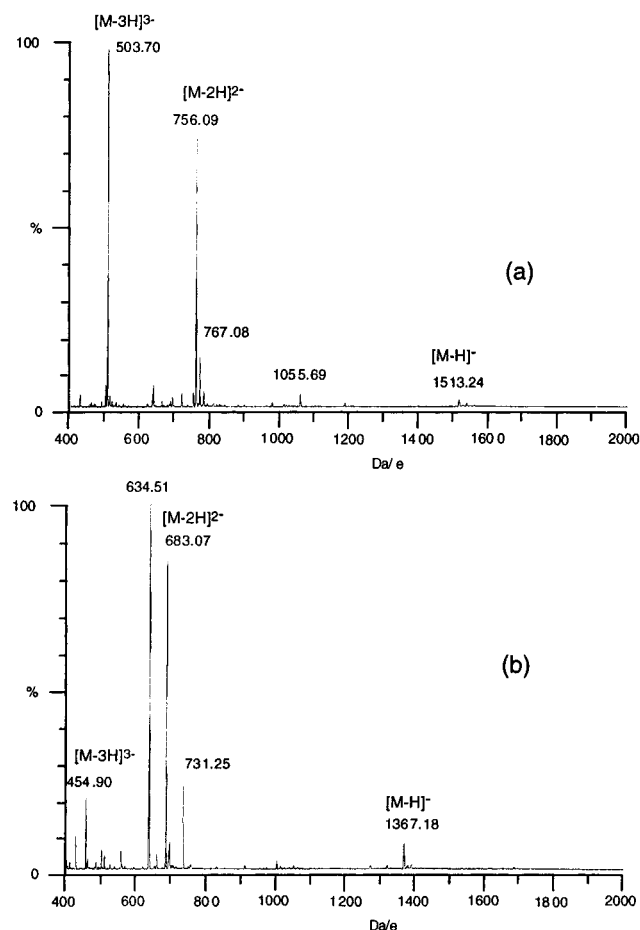 [M-3H]3-
100
503.70
[M-2H]2-
756.09
%
(a)
767.08
[M-H]-
1055.69
1513.24
0
400 600 800 1000 1200 1400 1600 1800 2000
Da/e
634.51
100
[M-2H]2-
683.07
(b)
%
[M-3H]3-
731.25
454.90
[M-H]-
1367.18
0
400 600 800 1000 1200 1400 1600 1800 2000
Da/e